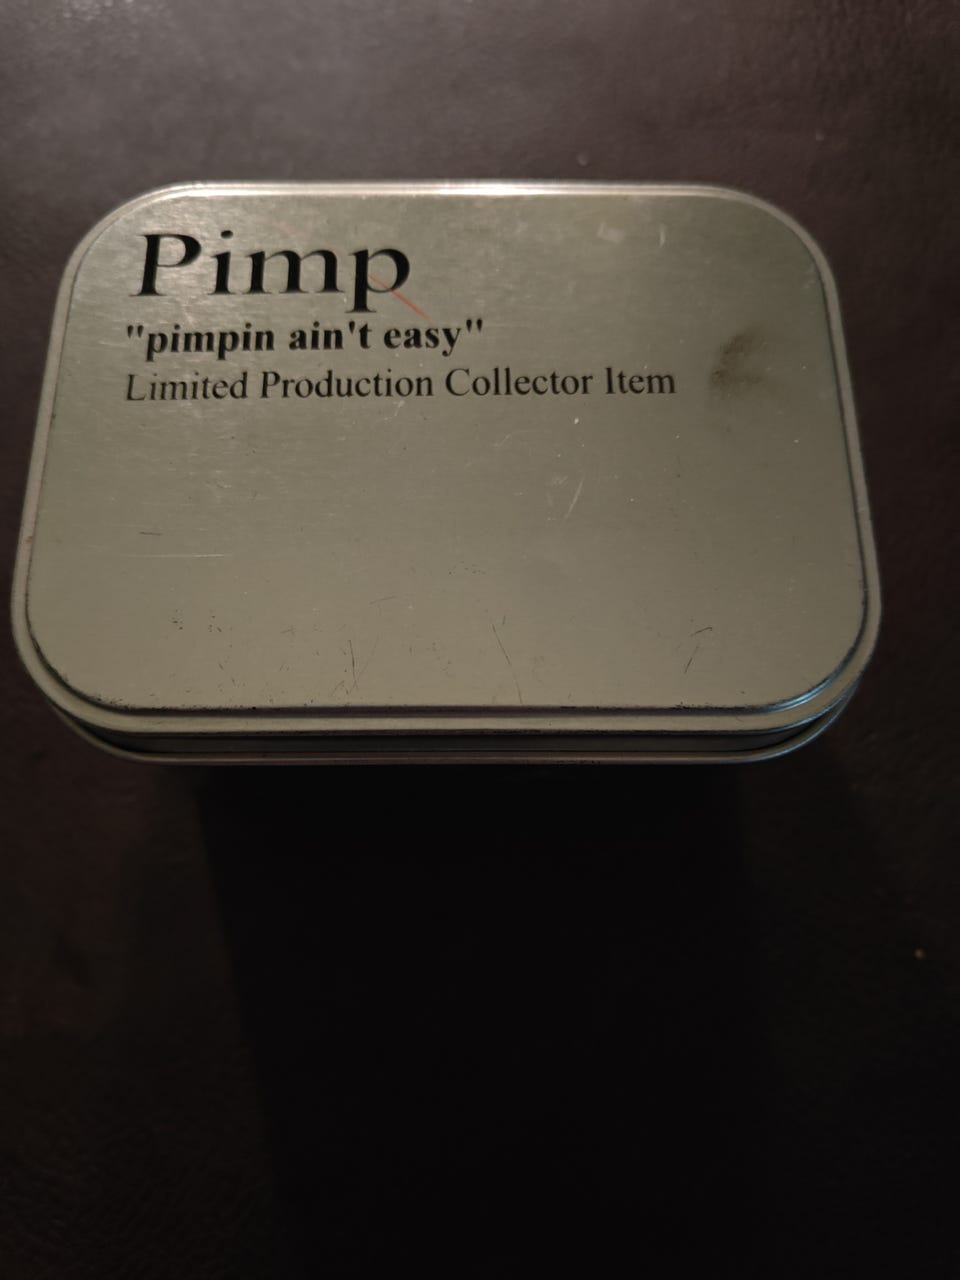 Pimp
"pimpin ain't easy"
Limited Production Collector Item